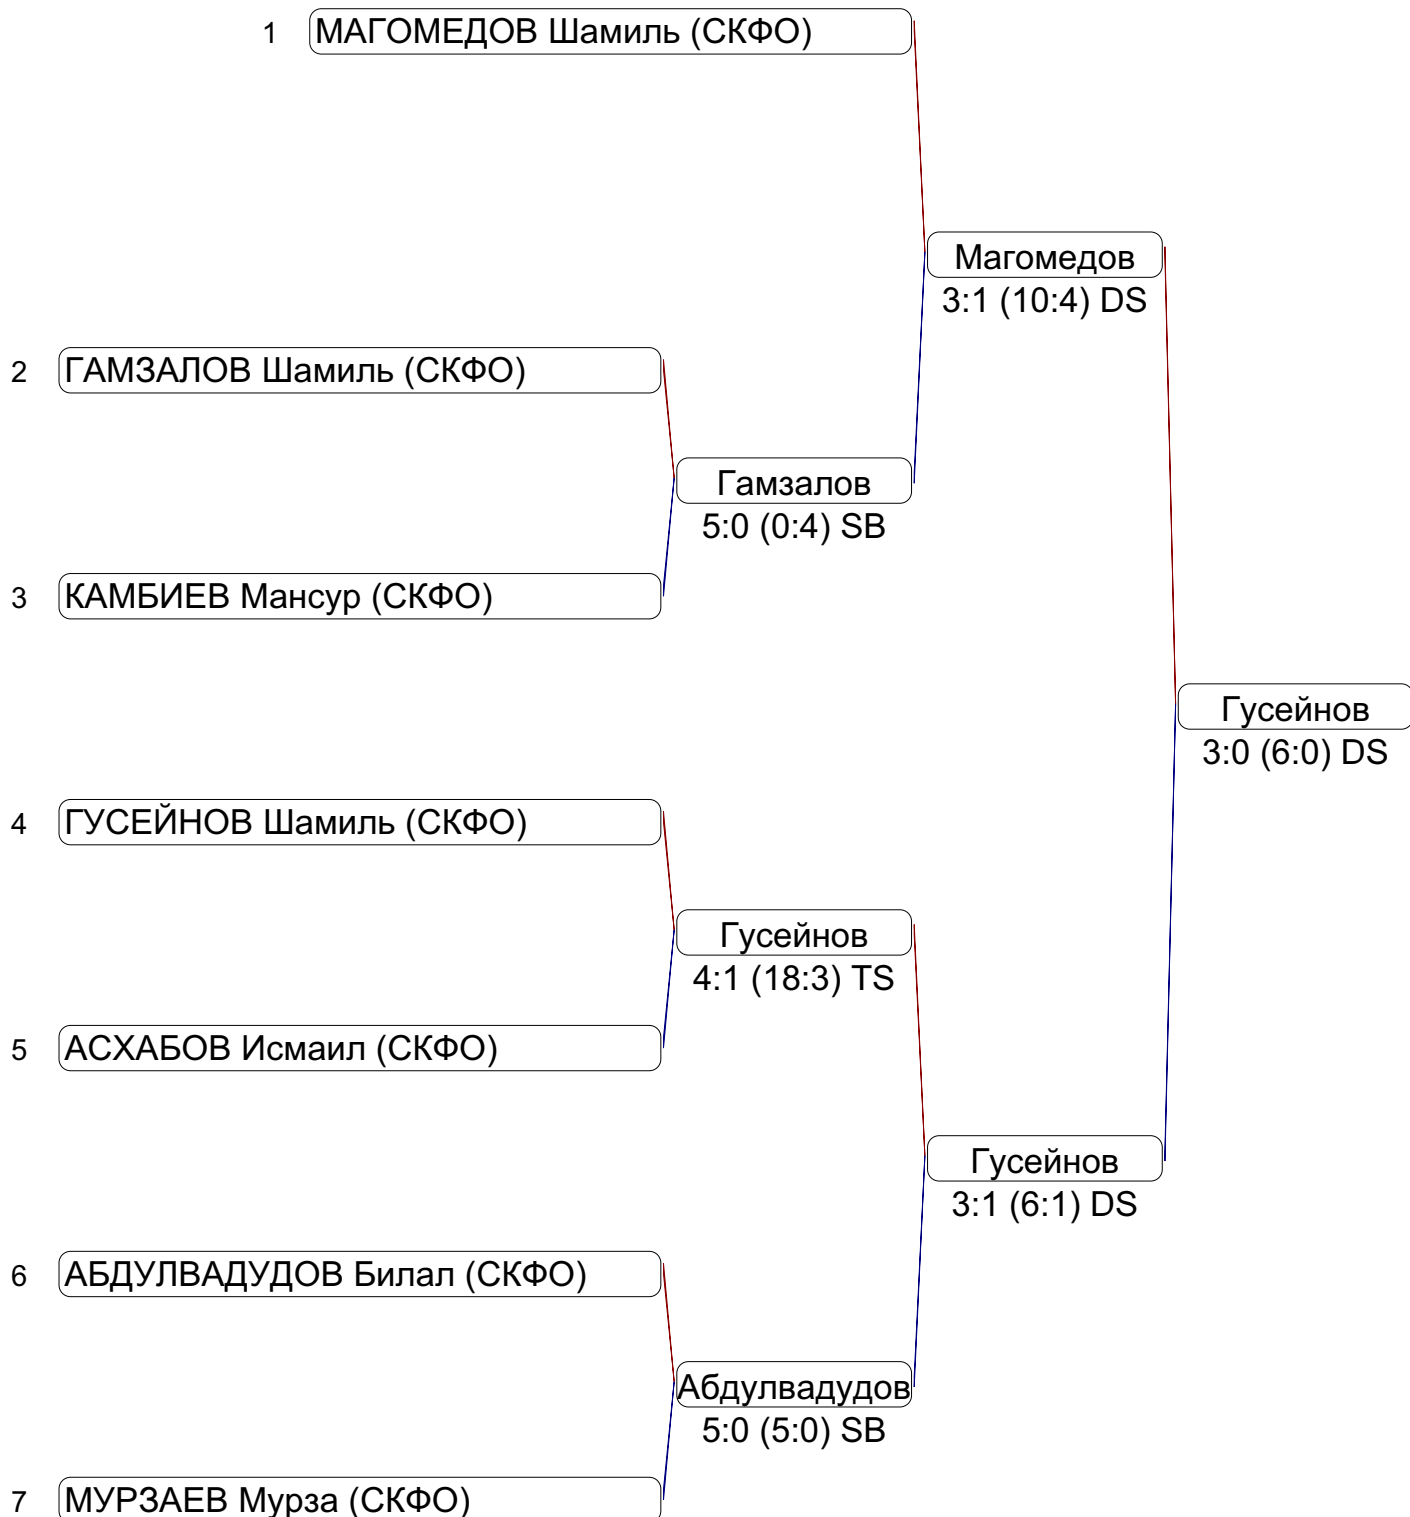 1 МАГОМЕДОВ Шамиль (СКФО)
Магомедов
3:1 (10:4) DS
2 ГАМЗАЛОВ Шамиль (СКФО)
Гамзалов
5:0 (0:4) SB
3 КАМБИЕВ Мансур (СКФО)
Гусейнов
3:0 (6:0) DS
4 ГУСЕЙНОВ Шамиль (СКФО)
Гусейнов
4:1 (18:3) TS
5 АСХАБОВ Исмаил (СКФО)
Гусейнов
3:1 (6:1) DS
6 АБДУЛВАДУДОВ Билал (СКФО)
Абдулвадудов
5:0 (5:0) SB
7 МУРЗАЕВ Мурза (СКФО)